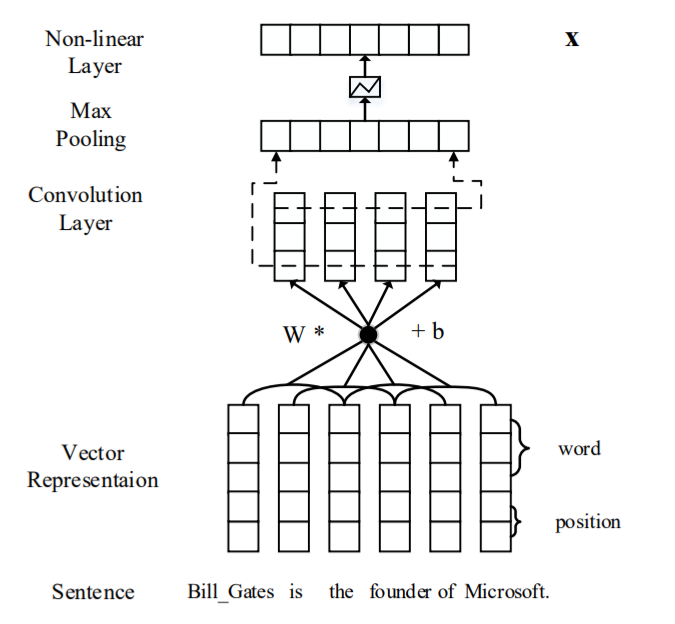 Non-linear
Layer
x
Max
Pooling
Convolution
Layer
W *
+ b
Vector
Representaion
word
position
Sentence
Bill_Gates is the founder of Microsoft.